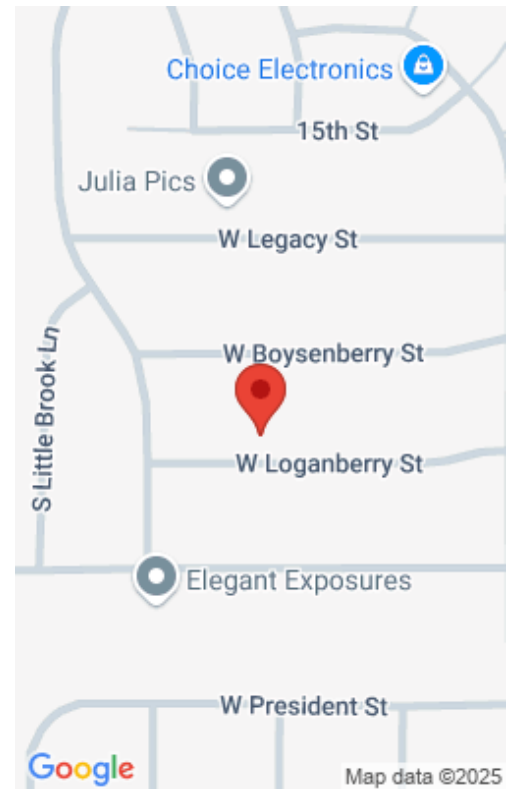 Choice Electronics
15th St
Julia Pics
W Legacy St
W Boysenberry St
S Little Brook Ln
W Loganberry St
Elegant Exposures
W President St
Google
Map data ©2025